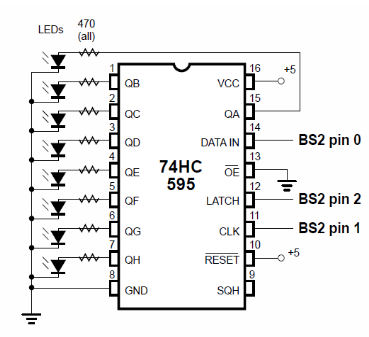 LEDs
470
(all)
1
QB
2
QC
3
QD
4
QE
5
QF
6
QG
7
QH
8
GND
74HC
595
16
VCC
+5
15
QA
14
DATA IN
BS2 pin 0
13
OE
12
LATCH
BS2 pin 2
11
CLK
BS2 pin 1
10
RESET
+5
9
SQH